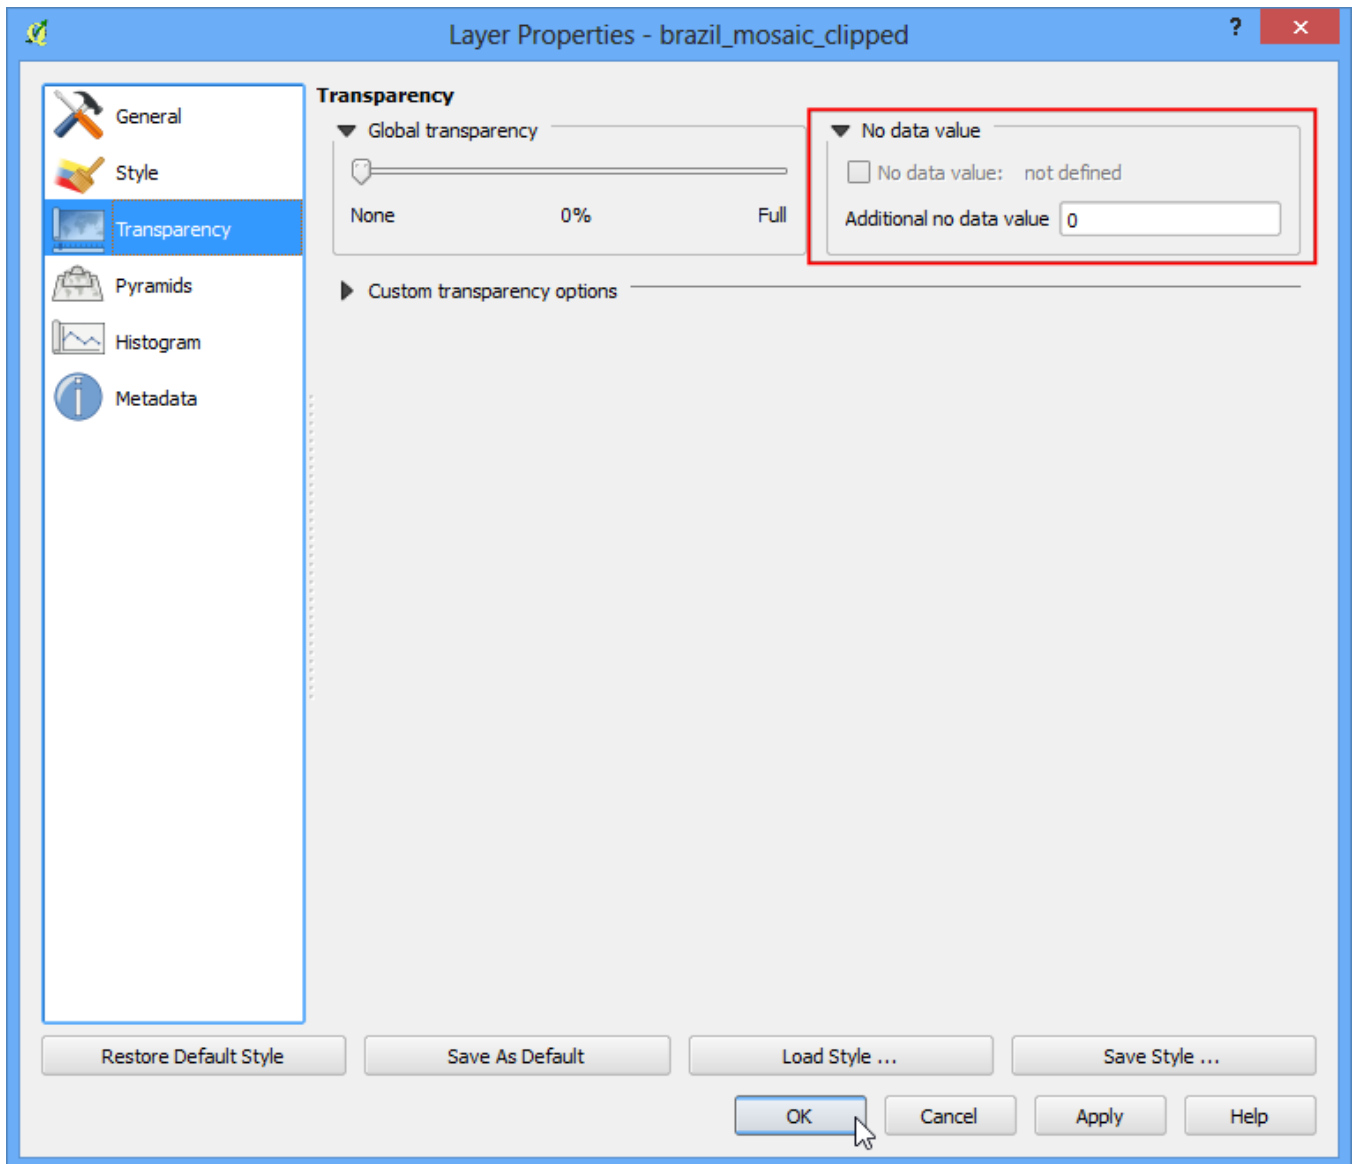 Layer Properties - brazil_mosaic_clipped
?
General
Style
Transparency
Pyramids
Histogram
Metadata
Transparency
Global transparency
None 0% Full
No data value
No data value: not defined
Additional no data value 0
Custom transparency options
Restore Default Style Save As Default Load Style ... Save Style ...
OK Cancel Apply Help